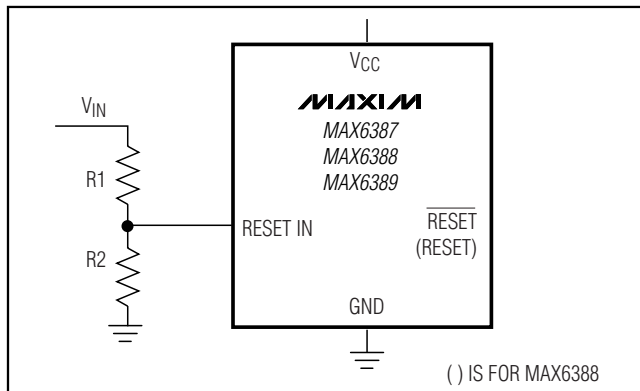 VCC
VIN
MAXIM
MAX6387
MAX6388
MAX6389
R1
RESET IN
RESET
(RESET)
R2
GND
( ) IS FOR MAX6388